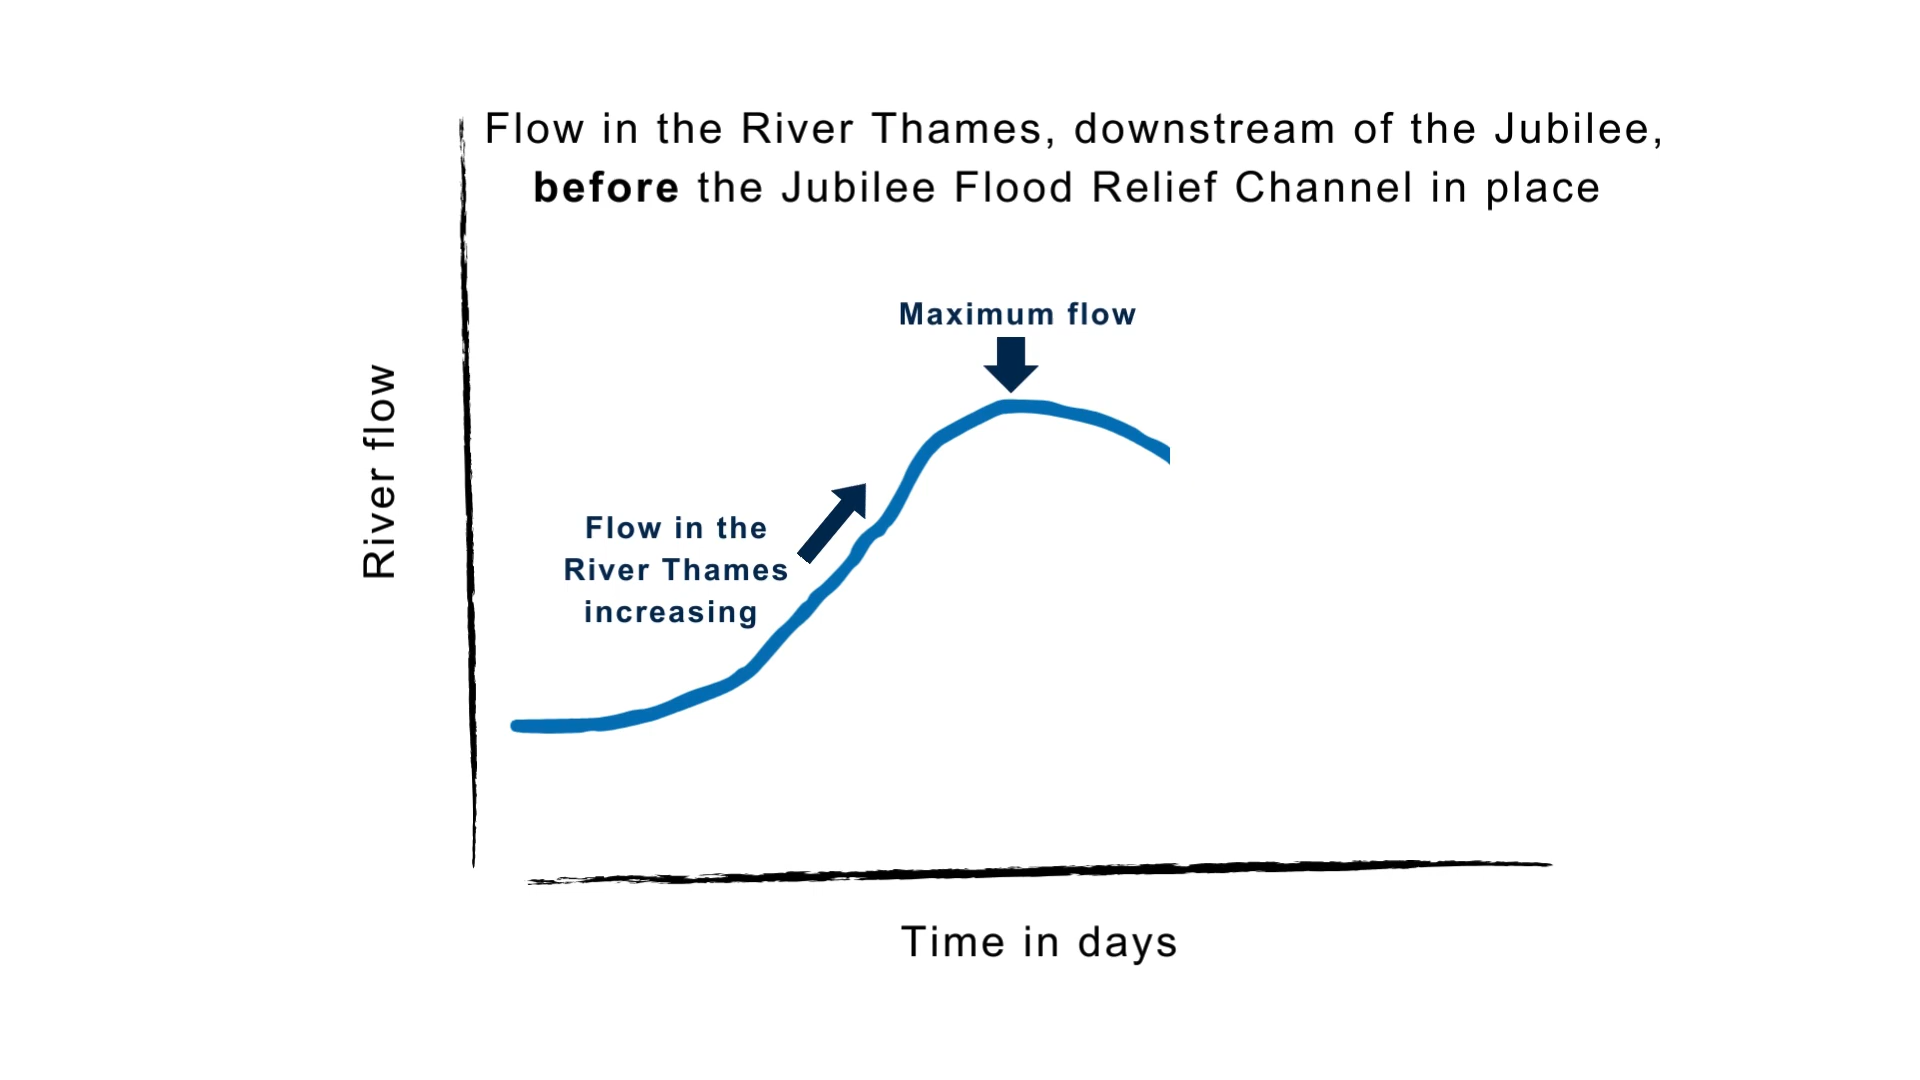 Flow in the River Thames, downstream of the Jubilee,
before the Jubilee Flood Relief Channel in place
Maximum flow
River flow
Flow in the
River Thames
increasing
Time in days